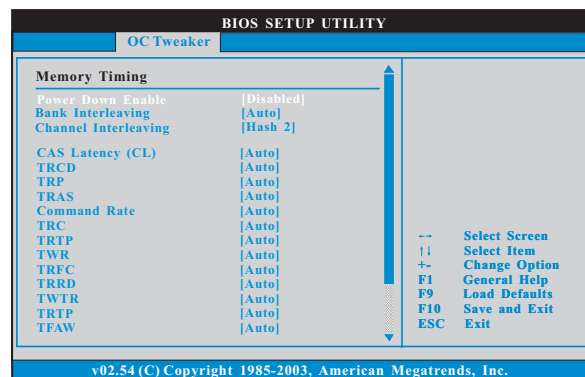 BIOS SETUP UTILITY
OC Tweaker
Memory Timing
Power Down Enable [Disabled]
Bank Interleaving [Auto]
Channel Interleaving [Hash 2]
CAS Latency (CL) [Auto]
TRCD [Auto]
TRP [Auto]
TRAS [Auto]
Command Rate [Auto]
TRC [Auto]
TRTP [Auto]
TWR [Auto]
TRFC [Auto]
TRRD [Auto]
TWTR [Auto]
TRTP [Auto]
TFAW [Auto]
←→ Select Screen
↑↓ Select Item
+- Change Option
F1 General Help
F9 Load Defaults
F10 Save and Exit
ESC Exit
v02.54 (C) Copyright 1985-2003, American Megatrends, Inc.